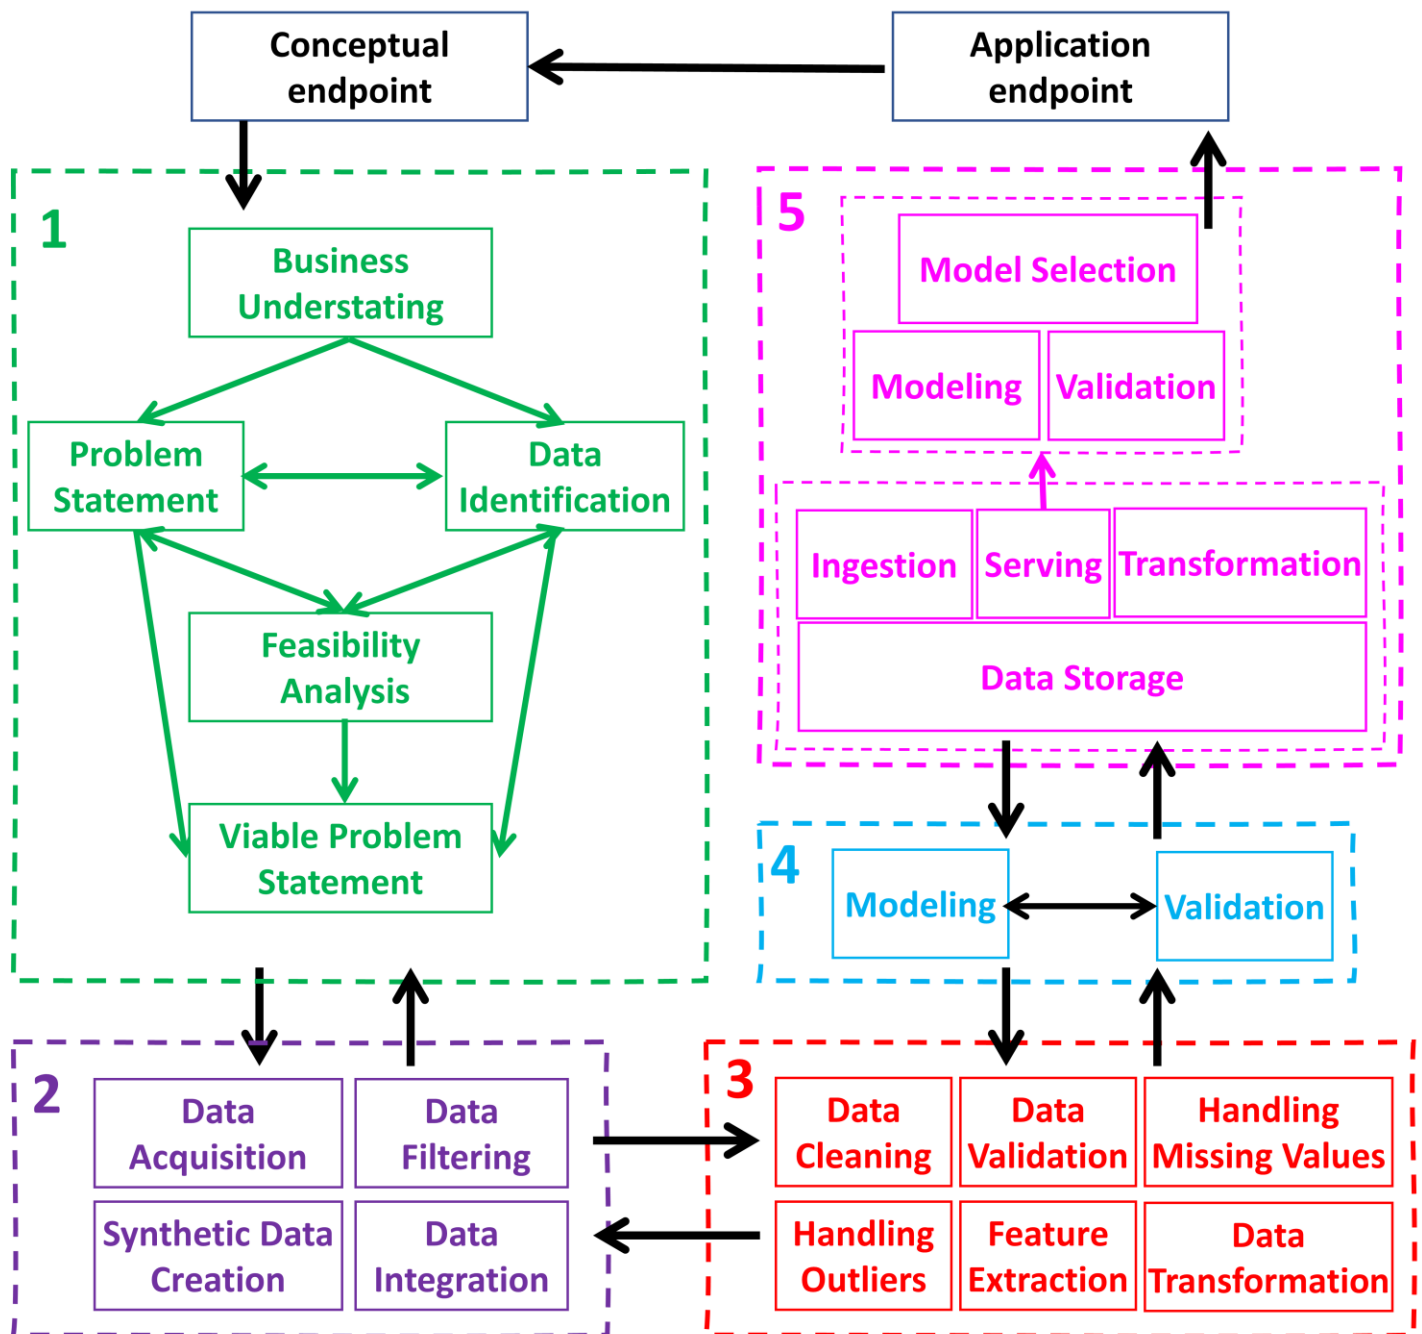 Conceptual
endpoint
Application
endpoint
1
Business
Understating
Problem
Statement
Data
Identification
Feasibility
Analysis
Viable Problem
Statement
5
Model Selection
Modeling
Validation
Ingestion
Serving
Transformation
Data Storage
4
Modeling
Validation
2
Data
Acquisition
Data
Filtering
Synthetic Data
Creation
Data
Integration
3
Data
Cleaning
Data
Validation
Handling
Missing Values
Handling
Outliers
Feature
Extraction
Data
Transformation